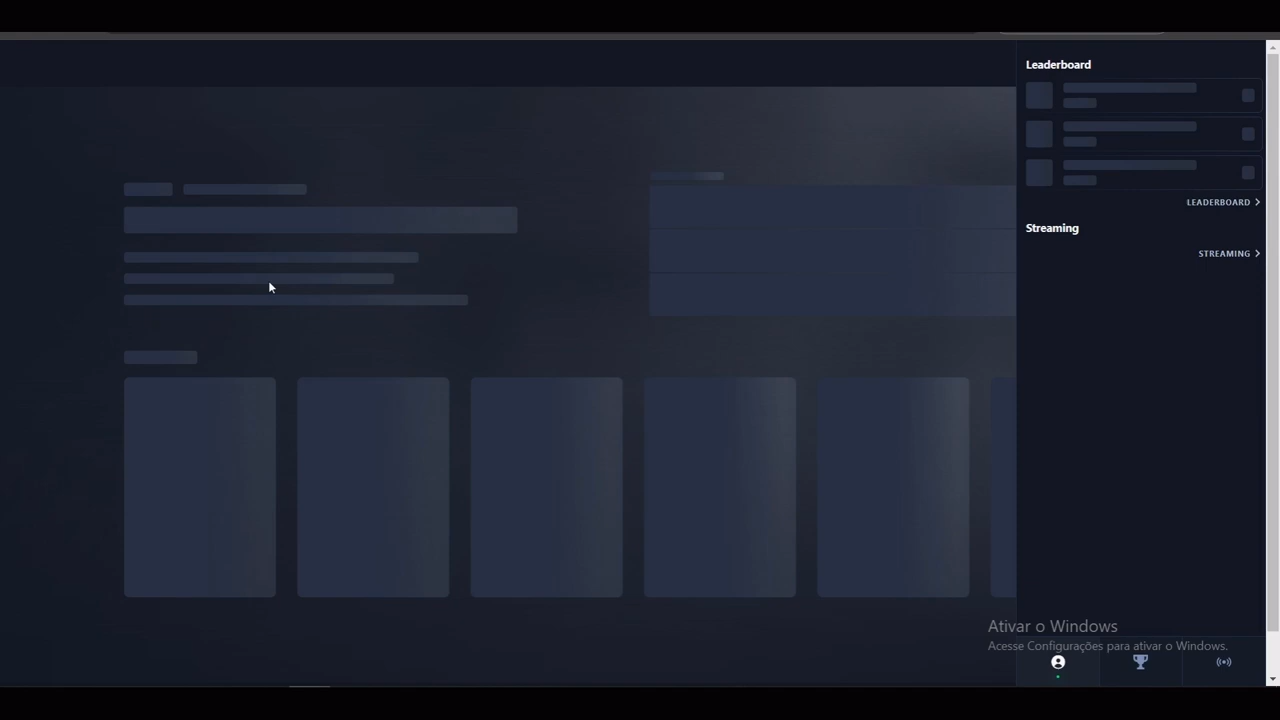 Leaderboard
LEADERBOARD
Streaming
STREAMING
Ativar o Windows
Acesse Configurações para ativar o Windows.